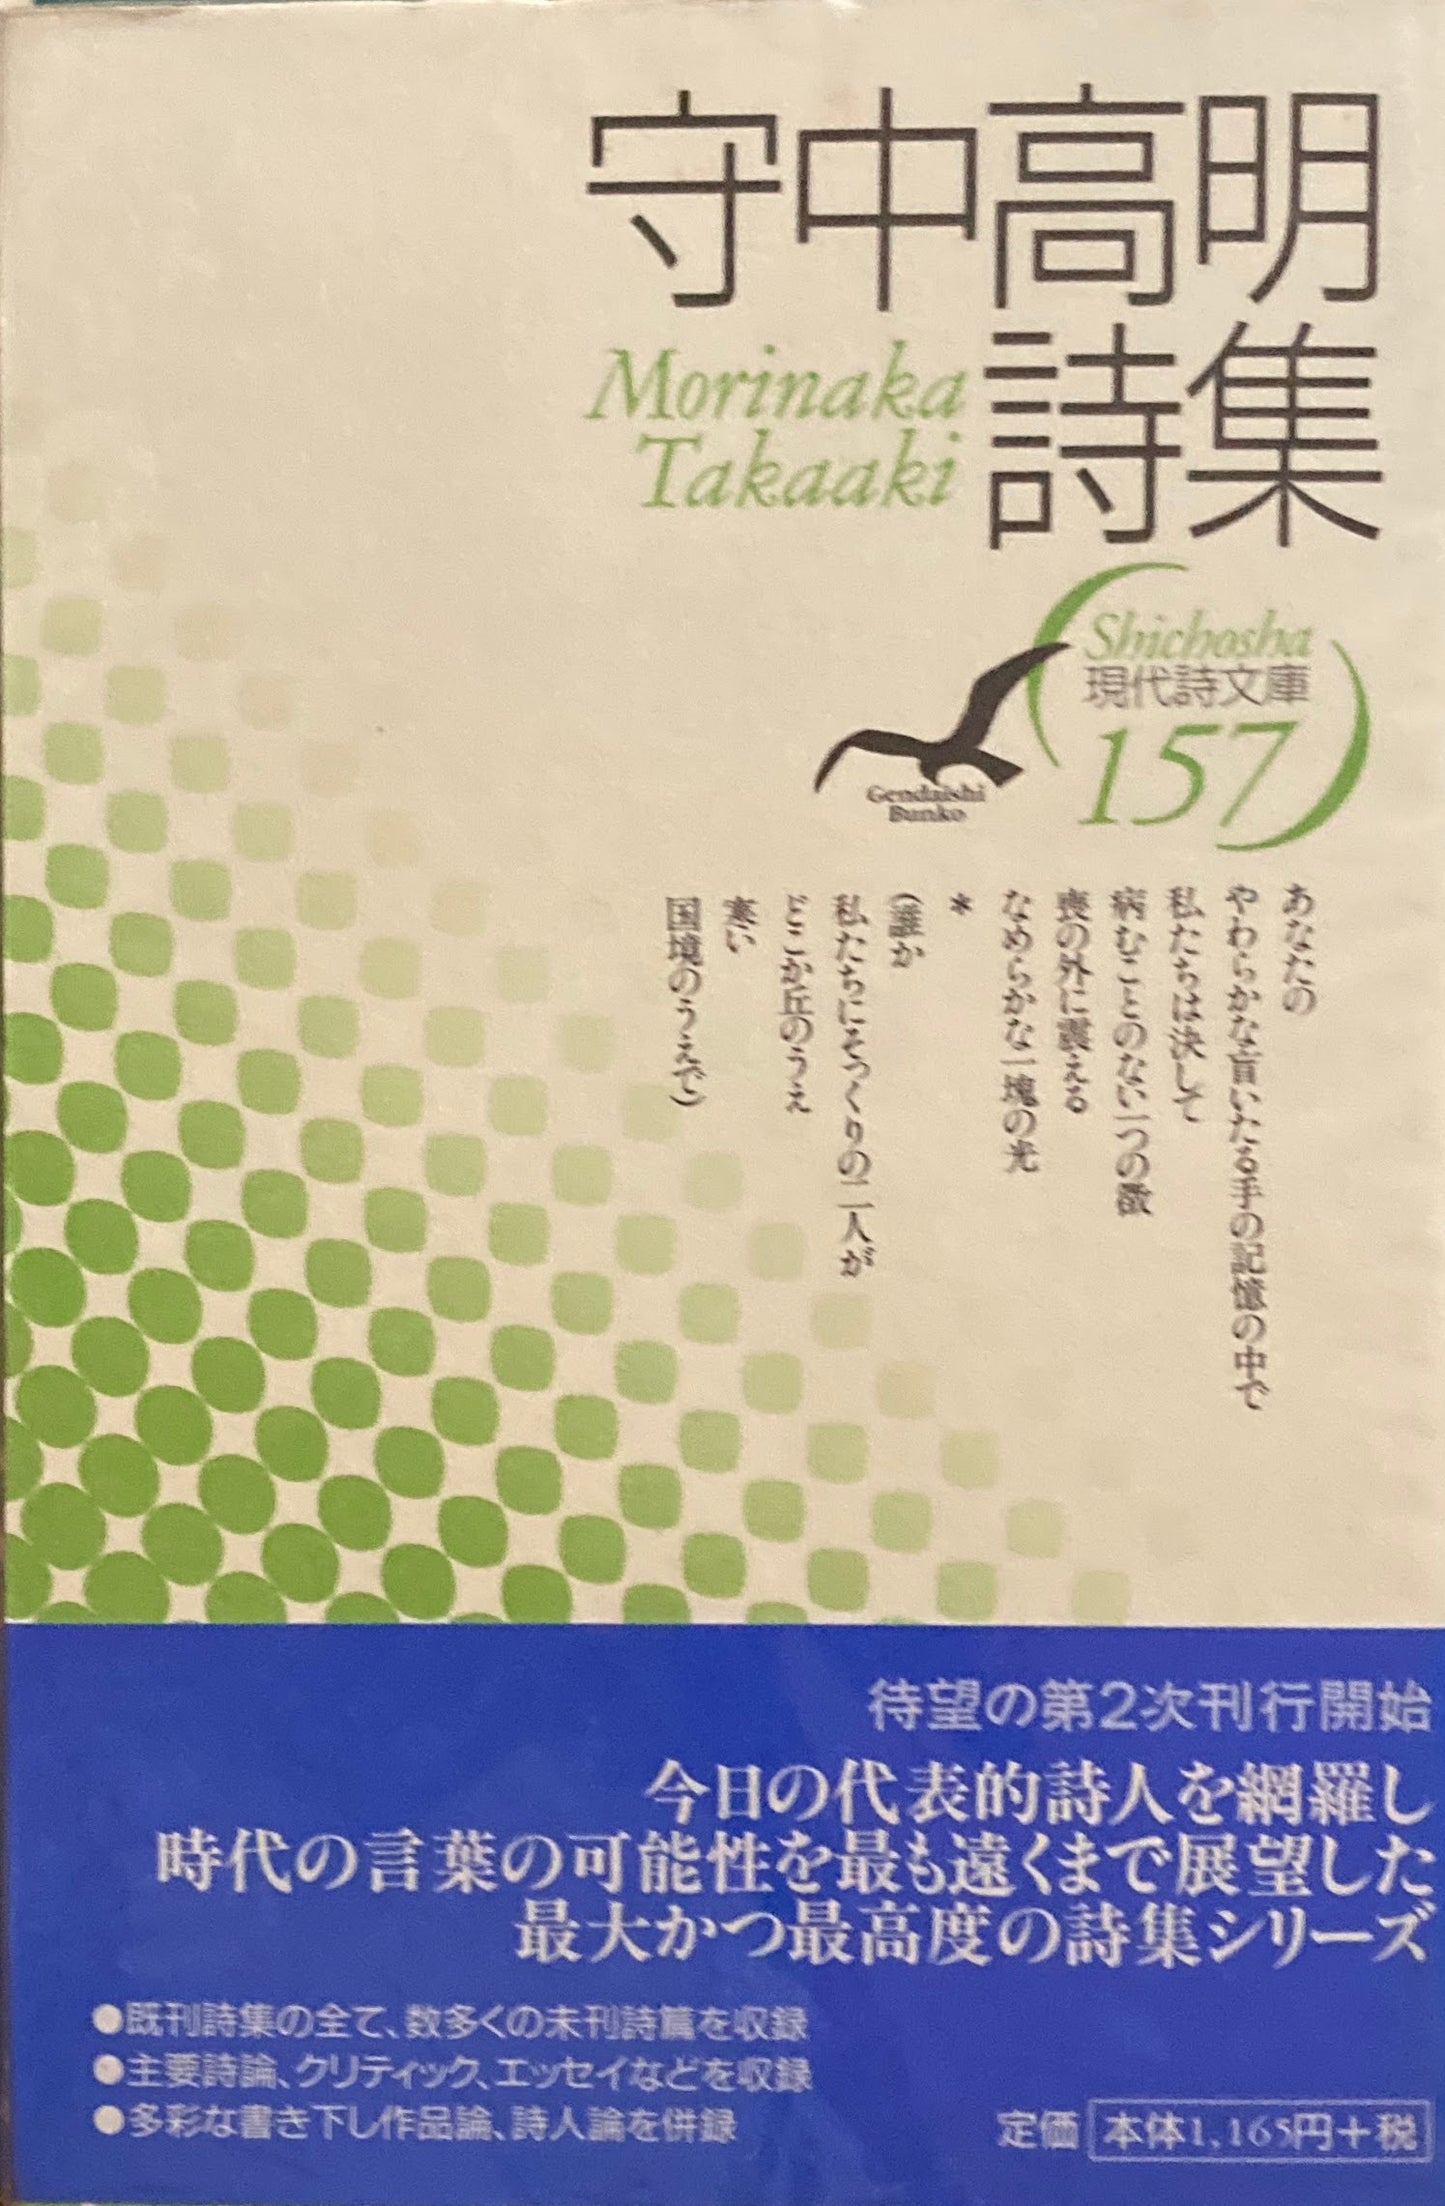 守中高明
詩集
Morinaka
Takaaki
Shichosha
現代詩文庫
157
Gendaishi
Bunko
あなたの
やわらかな盲いたる手の記憶の中で
私たちは決して
病むことのない一つの徴
喪の外に震える
なめらかな一塊の光
*
(誰か
私たちにそっくりの二人が
どこか丘のうえ
寒い
国境のうえで)
待望の第2次刊行開始
今日の代表的詩人を網羅し
時代の言葉の可能性を最も遠くまで展望した
最大かつ最高度の詩集シリーズ
●既刊詩集の全て、数多くの未刊詩篇を収録
●主要詩論、クリティック、エッセイなどを収録
●多彩な書き下し作品論、詩人論を併録
定価 本体1,165円+税